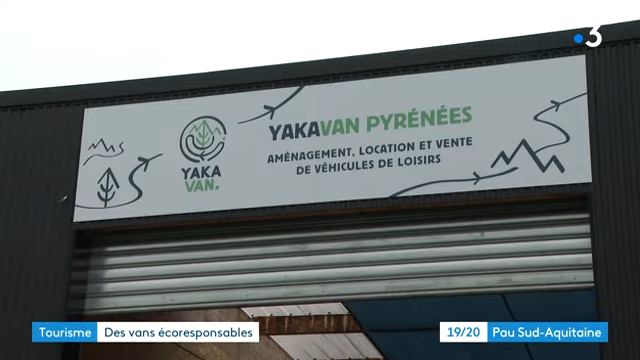 3
YAKAVAN PYRÉNÉES
AMÉNAGEMENT, LOCATION ET VENTE
DE VÉHICULES DE LOISIRS
YAKA
VAN.
Tourisme Des vans écoresponsables 19/20 Pau Sud-Aquitaine